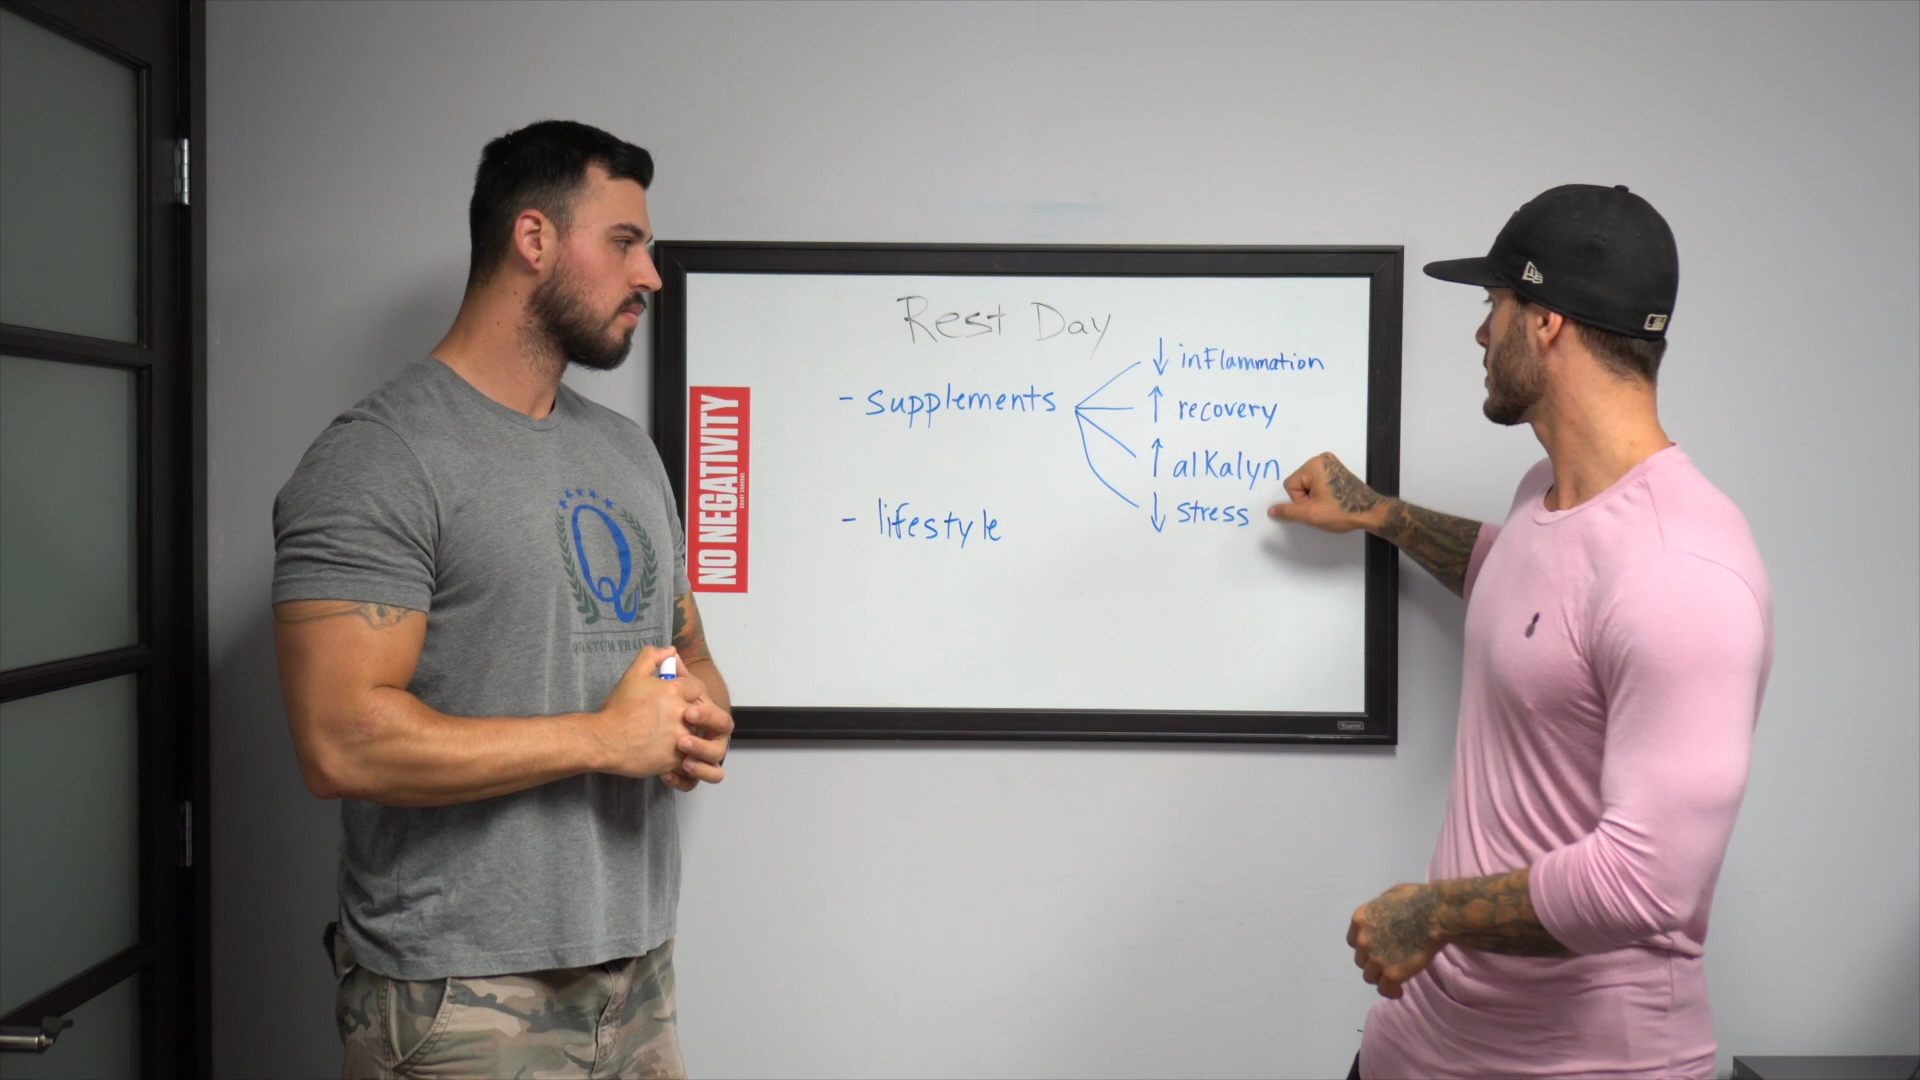 Rest Day
- supplements
↓ inflammation
↑ recovery
↑ alkalyn
↓ stress
- lifestyle
NO NEGATIVITY
QUANTUM TRAINING